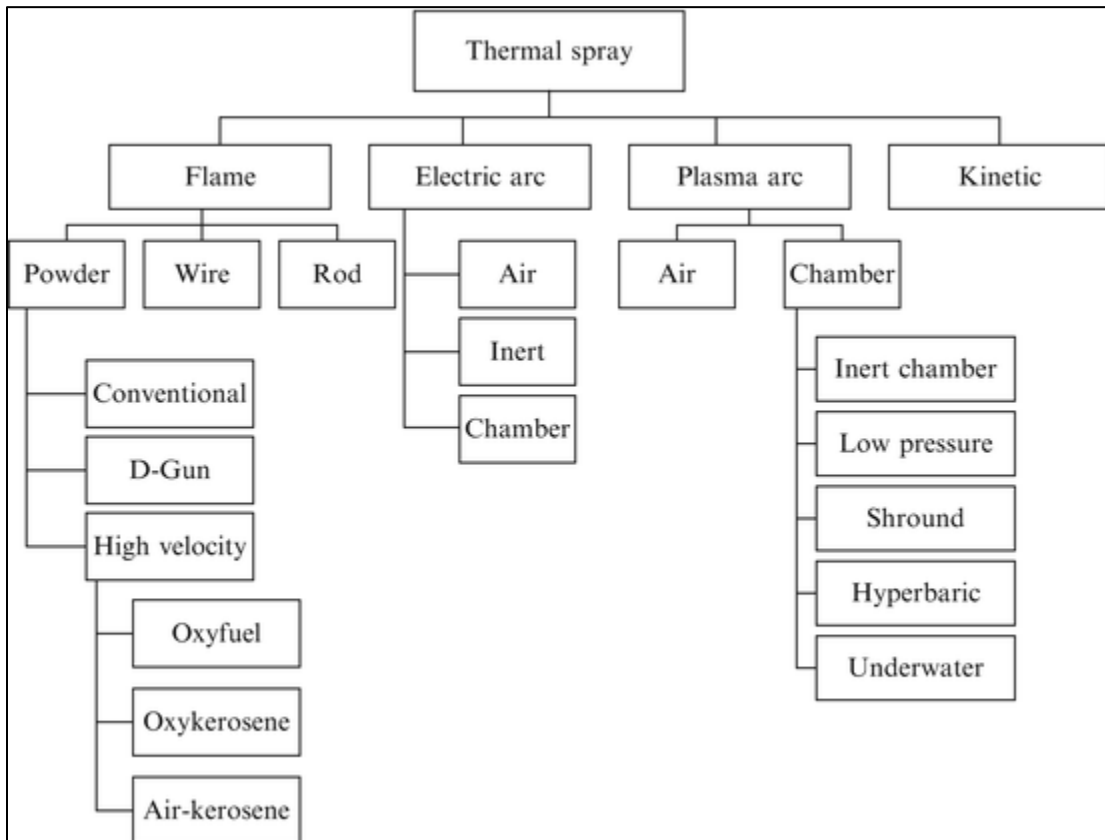 Thermal spray
Flame
Electric arc
Plasma arc
Kinetic
Powder
Wire
Rod
Air
Air
Chamber
Inert
Inert chamber
Conventional
Chamber
Low pressure
D-Gun
Shround
High velocity
Hyperbaric
Oxyfuel
Underwater
Oxykerosene
Air-kerosene